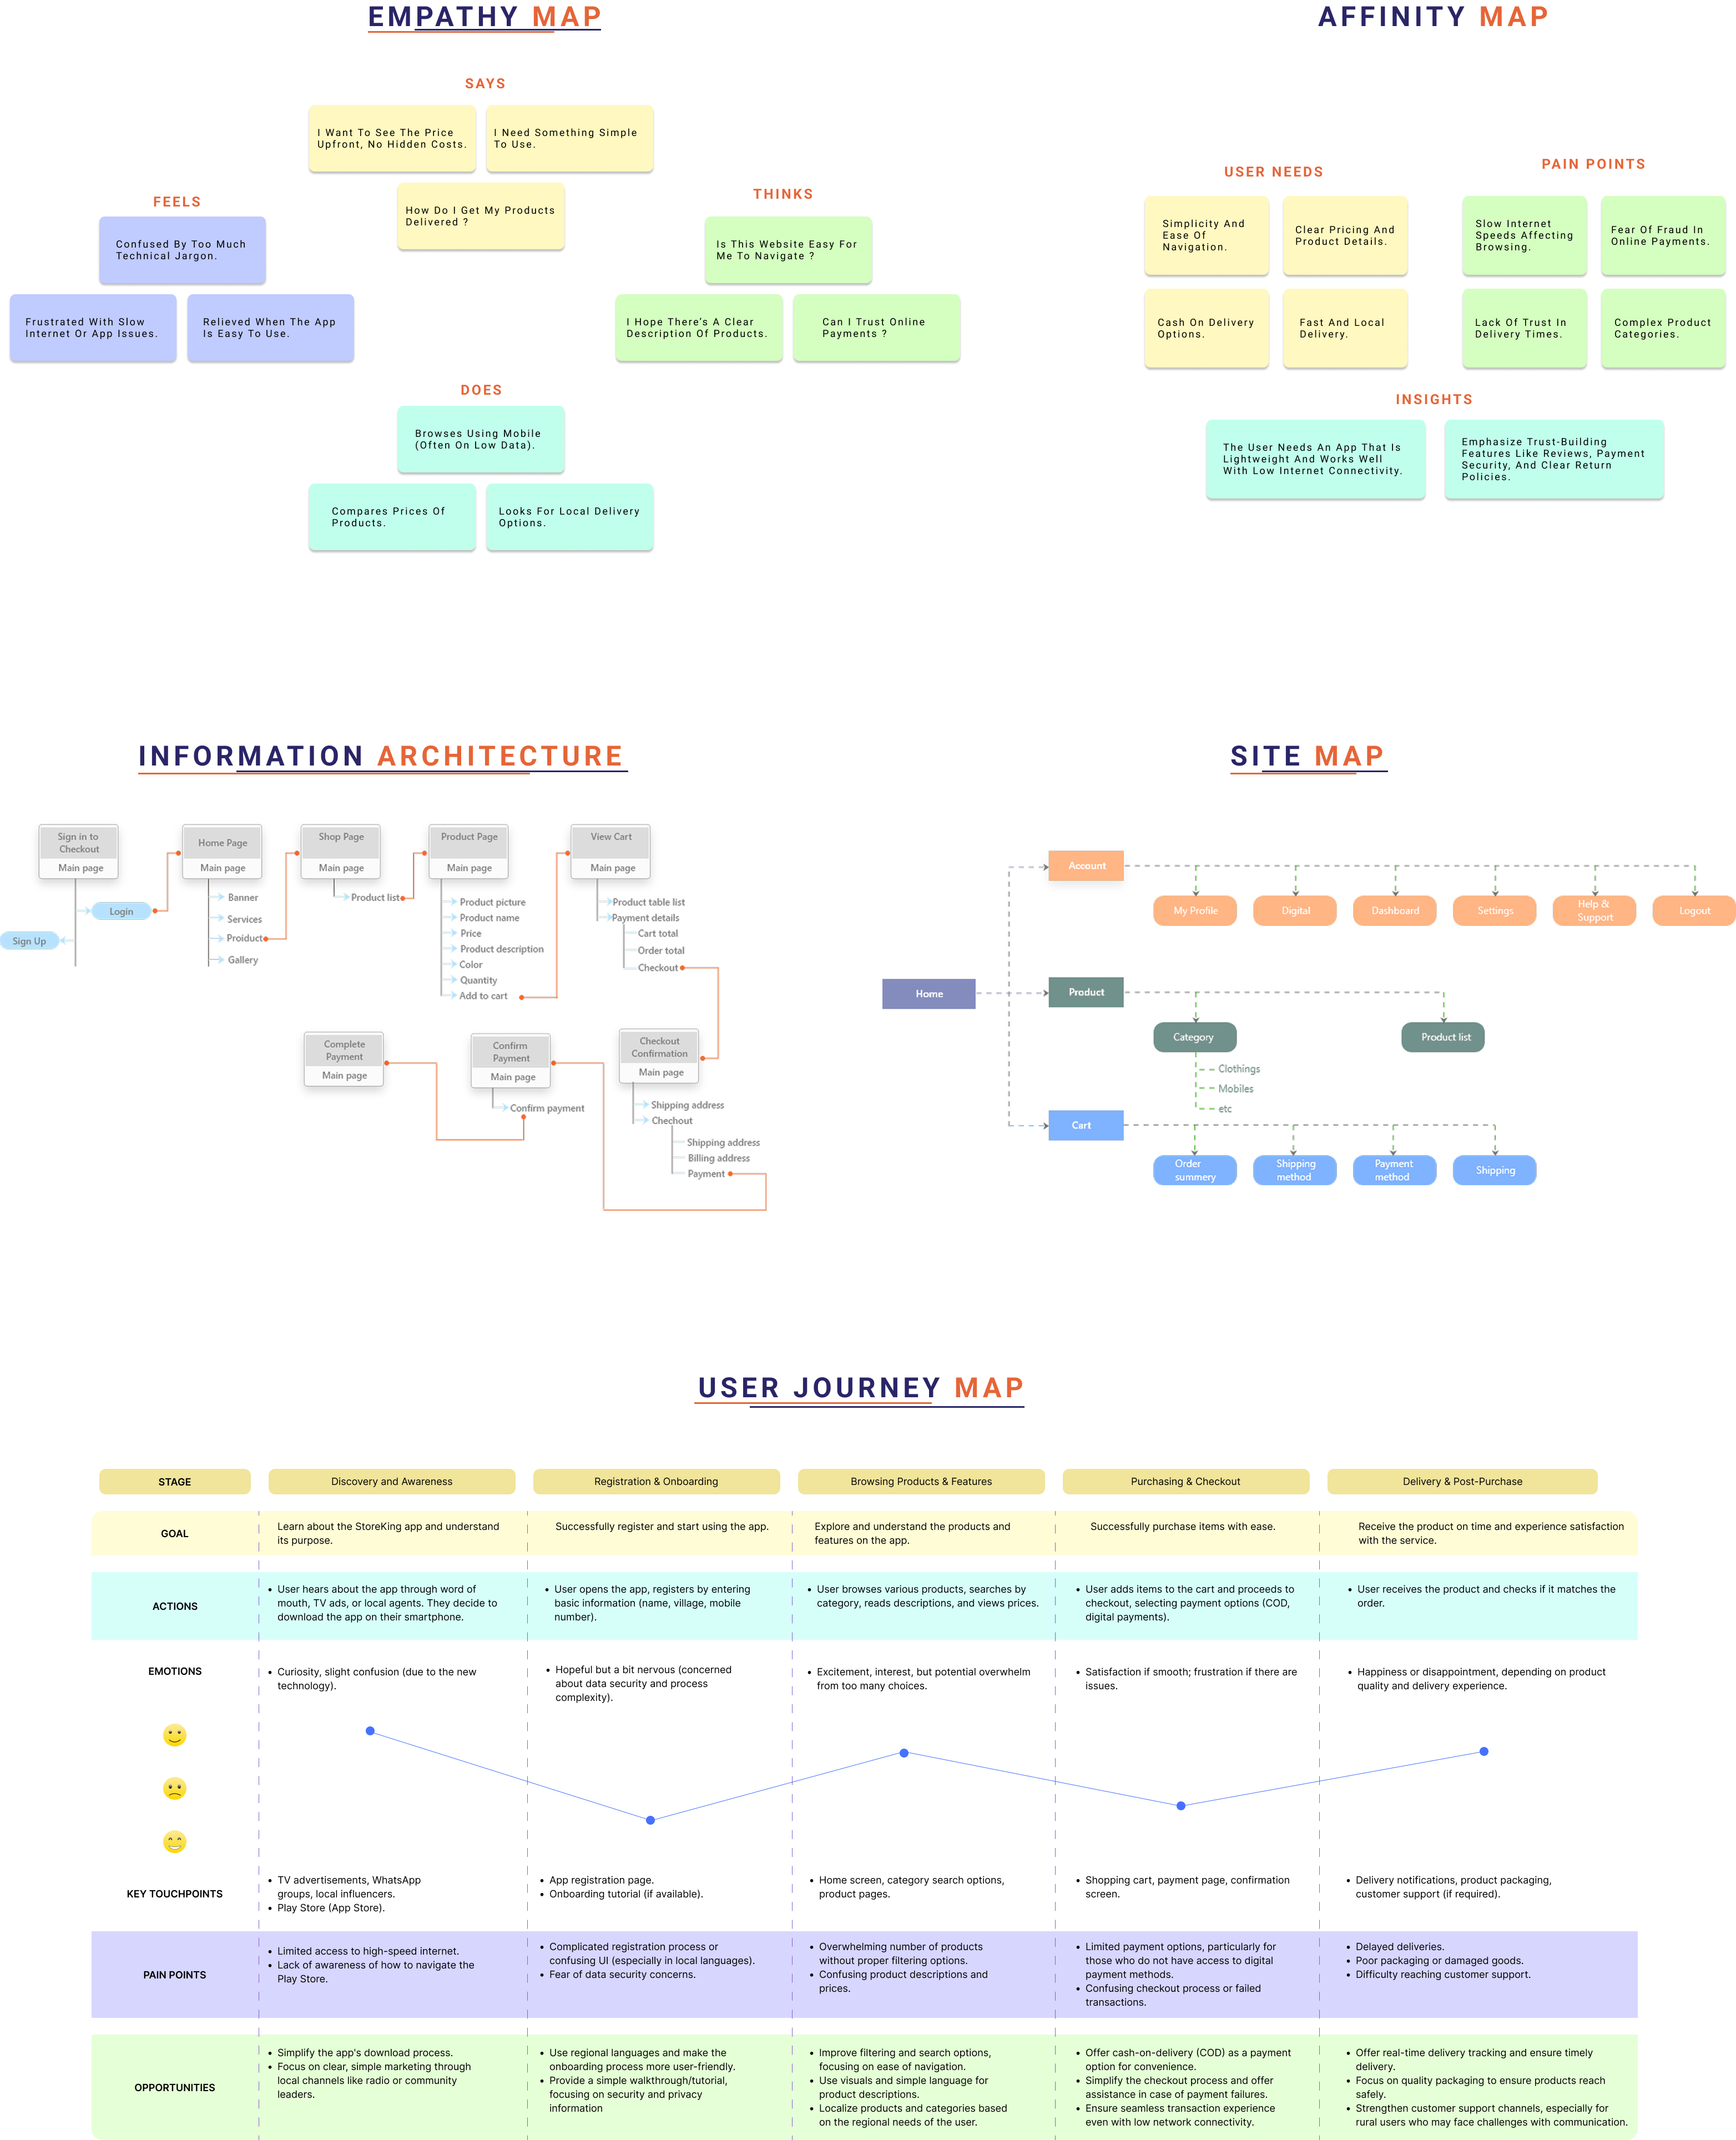 EMPATHY MAP
SAYS
I Want To See The Price
Upfront, No Hidden Costs.
I Need Something Simple
To Use.
How Do I Get My Products
Delivered ?
FEELS
Confused By Too Much
Technical Jargon.
Frustrated With Slow
Internet Or App Issues.
Relieved When The App
Is Easy To Use.
THINKS
Is This Website Easy For
Me To Navigate ?
I Hope There's A Clear
Description Of Products.
Can I Trust Online
Payments ?
DOES
Browses Using Mobile
(Often On Low Data).
Compares Prices Of
Products.
Looks For Local Delivery
Options.
AFFINITY MAP
USER NEEDS
Simplicity And
Ease Of
Navigation.
Clear Pricing And
Product Details.
Cash On Delivery
Options.
Fast And Local
Delivery.
PAIN POINTS
Slow Internet
Speeds Affecting
Browsing.
Fear Of Fraud In
Online Payments.
Lack Of Trust In
Delivery Times.
Complex Product
Categories.
INSIGHTS
The User Needs An App That Is
Lightweight And Works Well
With Low Internet Connectivity.
Emphasize Trust-Building
Features Like Reviews, Payment
Security, And Clear Return
Policies.
INFORMATION ARCHITECTURE
Sign in to
Checkout
Main page
Login
Sign Up
Home Page
Main page
Banner
Services
Proiduct
Gallery
Shop Page
Main page
Product list
Product Page
Main page
Product picture
Product name
Price
Product description
Color
Quantity
Add to cart
View Cart
Main page
Product table list
Payment details
Cart total
Order total
Checkout
Complete
Payment
Main page
Confirm
Payment
Main page
Confirm payment
Checkout
Confirmation
Main page
Shipping address
Chechout
Shipping address
Billing address
Payment
SITE MAP
Home
Account
My Profile
Digital
Dashboard
Settings
Help &
Support
Logout
Product
Category
Clothings
Mobiles
etc
Product list
Cart
Order
summery
Shipping
method
Payment
method
Shipping
USER JOURNEY MAP
STAGE
Discovery and Awareness
Registration & Onboarding
Browsing Products & Features
Purchasing & Checkout
Delivery & Post-Purchase
GOAL
Learn about the StoreKing app and understand
its purpose.
Successfully register and start using the app.
Explore and understand the products and
features on the app.
Successfully purchase items with ease.
Receive the product on time and experience satisfaction
with the service.
ACTIONS
• User hears about the app through word of
mouth, TV ads, or local agents. They decide to
download the app on their smartphone.
• User opens the app, registers by entering
basic information (name, village, mobile
number).
• User browses various products, searches by
category, reads descriptions, and views prices.
• User adds items to the cart and proceeds to
checkout, selecting payment options (COD,
digital payments).
• User receives the product and checks if it matches the
order.
EMOTIONS
• Curiosity, slight confusion (due to the new
technology).
• Hopeful but a bit nervous (concerned
about data security and process
complexity).
• Excitement, interest, but potential overwhelm
from too many choices.
• Satisfaction if smooth; frustration if there are
issues.
• Happiness or disappointment, depending on product
quality and delivery experience.
KEY TOUCHPOINTS
• TV advertisements, WhatsApp
groups, local influencers.
• Play Store (App Store).
• App registration page.
• Onboarding tutorial (if available).
• Home screen, category search options,
product pages.
• Shopping cart, payment page, confirmation
screen.
• Delivery notifications, product packaging,
customer support (if required).
PAIN POINTS
• Limited access to high-speed internet.
• Lack of awareness of how to navigate the
Play Store.
• Complicated registration process or
confusing UI (especially in local languages).
• Fear of data security concerns.
• Overwhelming number of products
without proper filtering options.
• Confusing product descriptions and
prices.
• Limited payment options, particularly for
those who do not have access to digital
payment methods.
• Confusing checkout process or failed
transactions.
• Delayed deliveries.
• Poor packaging or damaged goods.
• Difficulty reaching customer support.
OPPORTUNITIES
• Simplify the app's download process.
• Focus on clear, simple marketing through
local channels like radio or community
leaders.
• Use regional languages and make the
onboarding process more user-friendly.
• Provide a simple walkthrough/tutorial,
focusing on security and privacy
information
• Improve filtering and search options,
focusing on ease of navigation.
• Use visuals and simple language for
product descriptions.
• Localize products and categories based
on the regional needs of the user.
• Offer cash-on-delivery (COD) as a payment
option for convenience.
• Simplify the checkout process and offer
assistance in case of payment failures.
• Ensure seamless transaction experience
even with low network connectivity.
• Offer real-time delivery tracking and ensure timely
delivery.
• Focus on quality packaging to ensure products reach
safely.
• Strengthen customer support channels, especially for
rural users who may face challenges with communication.